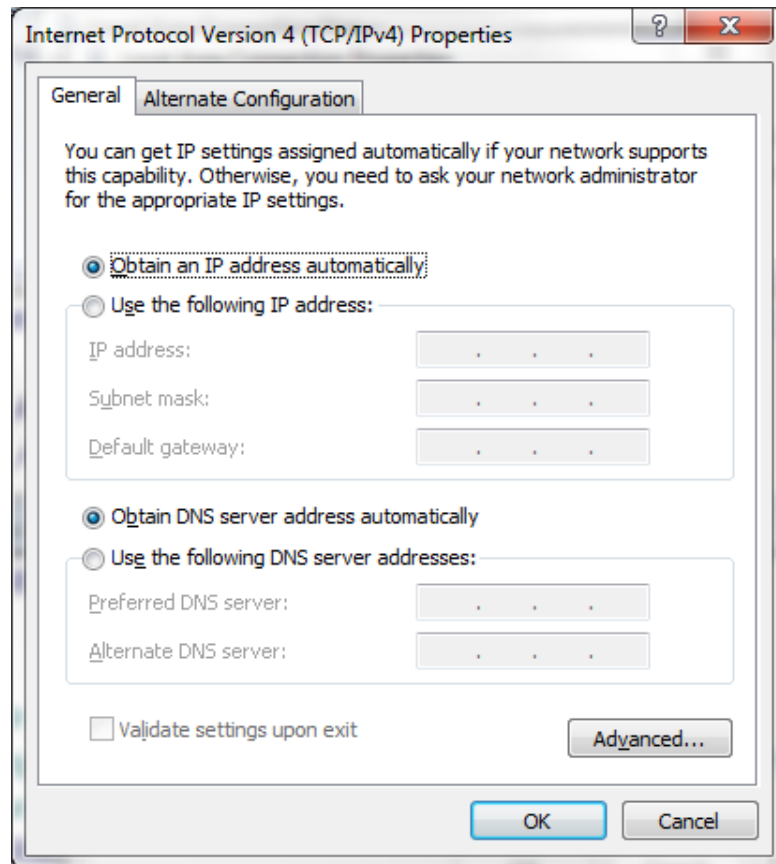 Internet Protocol Version 4 (TCP/IPv4) Properties
General Alternate Configuration
You can get IP settings assigned automatically if your network supports
this capability. Otherwise, you need to ask your network administrator
for the appropriate IP settings.
Obtain an IP address automatically
Use the following IP address:
IP address:
Subnet mask:
Default gateway:
Obtain DNS server address automatically
Use the following DNS server addresses:
Preferred DNS server:
Alternate DNS server:
Validate settings upon exit
Advanced...
OK Cancel